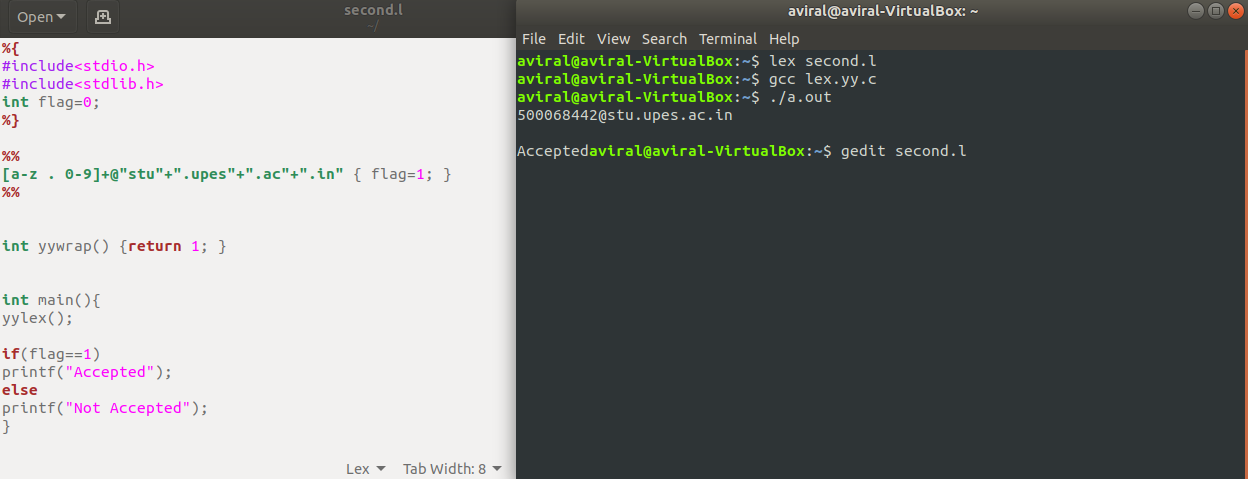 Open
second.l
~/
%{
#include<stdio.h>
#include<stdlib.h>
int flag=0;
%}
%%
[a-z . 0-9]+@"stu"+".upes"+".ac"+".in" { flag=1; }
%%
int yywrap() {return 1; }
int main(){
yylex();
if(flag==1)
printf("Accepted");
else
printf("Not Accepted");
}
Lex Tab Width: 8
aviral@aviral-VirtualBox: ~
File Edit View Search Terminal Help
aviral@aviral-VirtualBox:~$ lex second.l
aviral@aviral-VirtualBox:~$ gcc lex.yy.c
aviral@aviral-VirtualBox:~$ ./a.out
500068442@stu.upes.ac.in
Acceptedaviral@aviral-VirtualBox:~$ gedit second.l